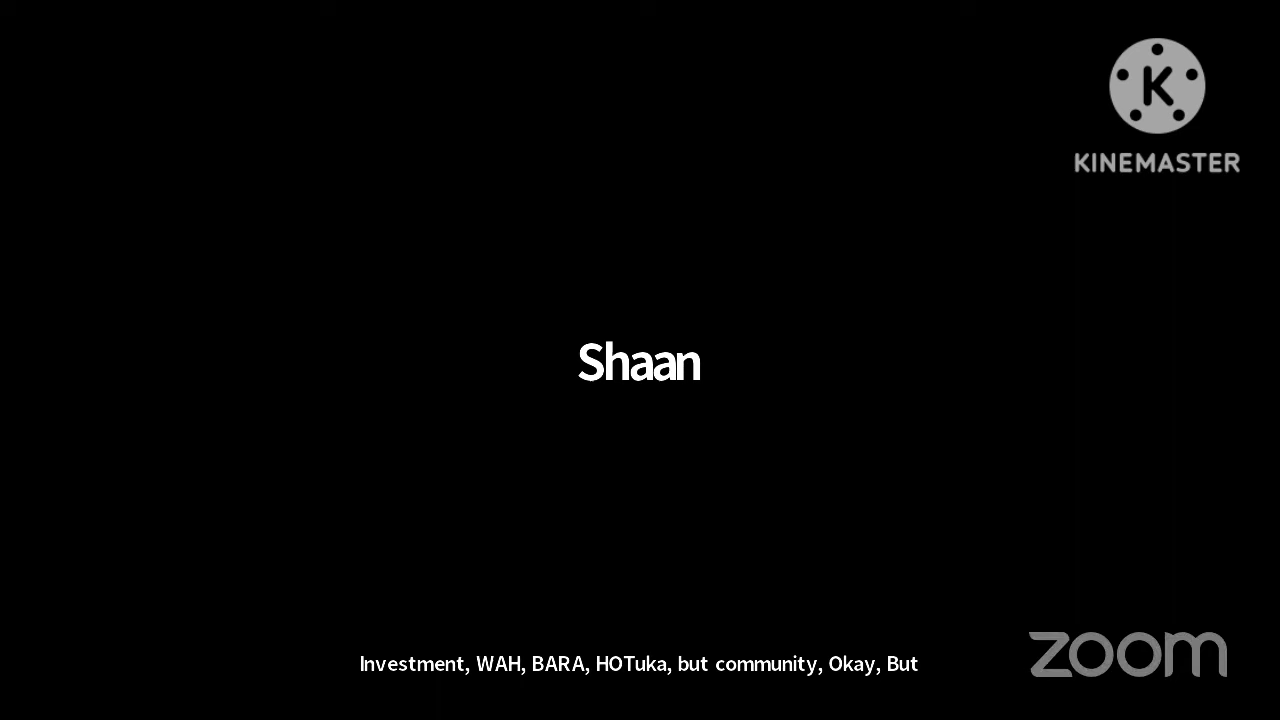 K
KINEMASTER
Shaan
Investment, WAH, BARA, HOTuka, but community, Okay, But
zoom